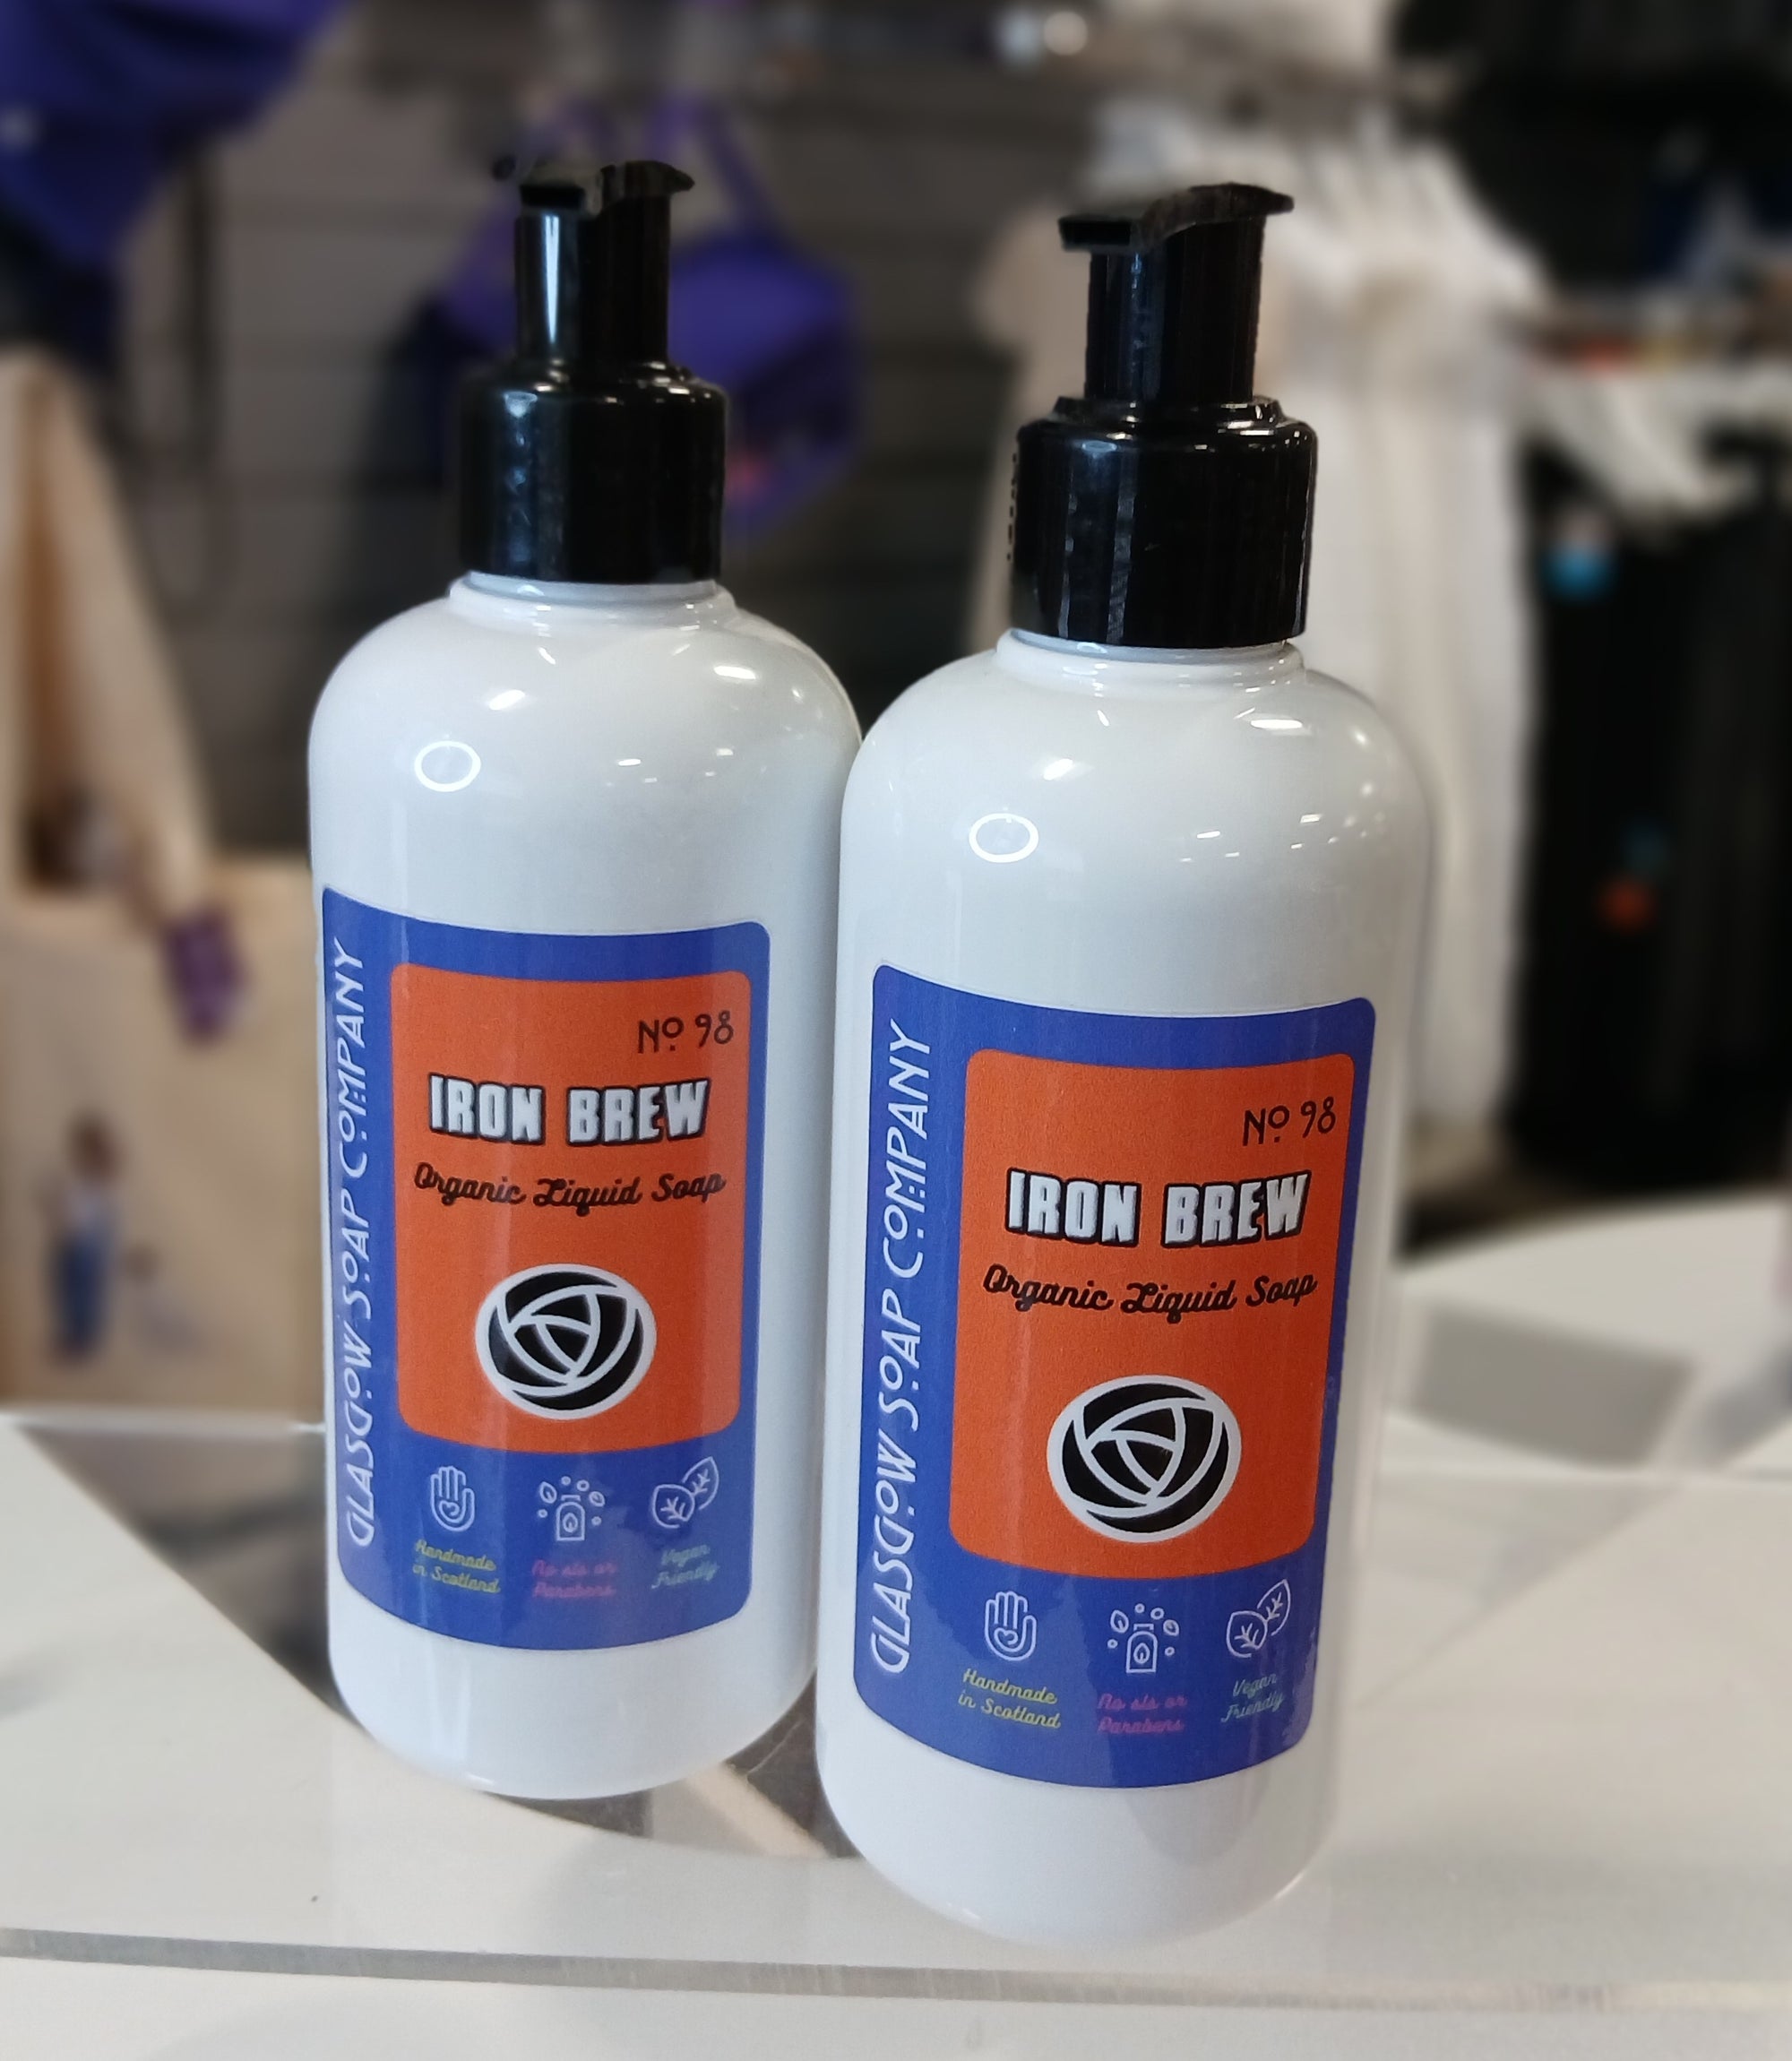 GLASGOW SOAP COMPANY
No 98
IRON BREW
Organic Liquid Soap
Handmade
in Scotland
No sls or
Parabens
Vegan
Friendly
GLASGOW SOAP COMPANY
No 98
IRON BREW
Organic Liquid Soap
Handmade
in Scotland
No sls or
Parabens
Vegan
Friendly